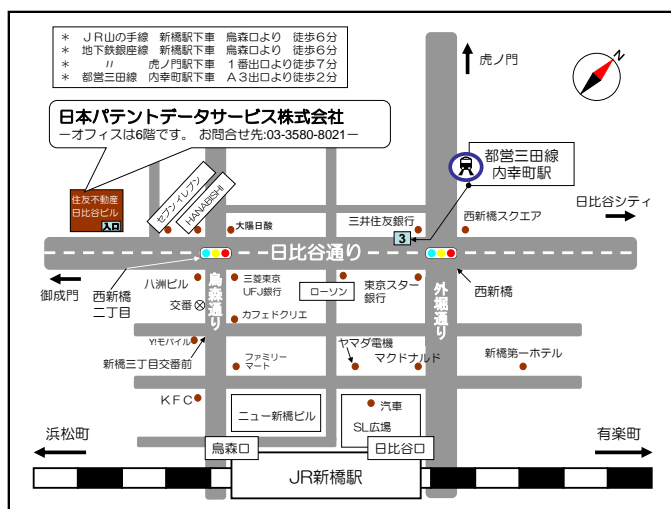 ＊ ＪＲ山の手線 新橋駅下車 烏森口より 徒歩６分
＊ 地下鉄銀座線 新橋駅下車 烏森口より 徒歩６分
＊ 〃 虎ノ門駅下車 １番出口より徒歩７分
＊ 都営三田線 内幸町駅下車 Ａ３出口より徒歩２分
虎ノ門
N
日本パテントデータサービス株式会社
－オフィスは6階です。 お問合せ先:03-3580-8021－
都営三田線
内幸町駅
住友不動産
日比谷ビル
入口
セブンイレブン
HANABISHI
大陽日酸
三井住友銀行
3
西新橋スクエア
日比谷シティ
日比谷通り
御成門
西新橋
二丁目
八洲ビル
交番
烏森通り
三菱東京
UFJ銀行
カフェドクリエ
ローソン
東京スター
銀行
外堀通り
西新橋
Y!モバイル
新橋三丁目交番前
ファミリー
マート
ヤマダ電機
マクドナルド
新橋第一ホテル
ＫＦＣ
ニュー新橋ビル
汽車
SL広場
浜松町
烏森口
日比谷口
有楽町
JR新橋駅